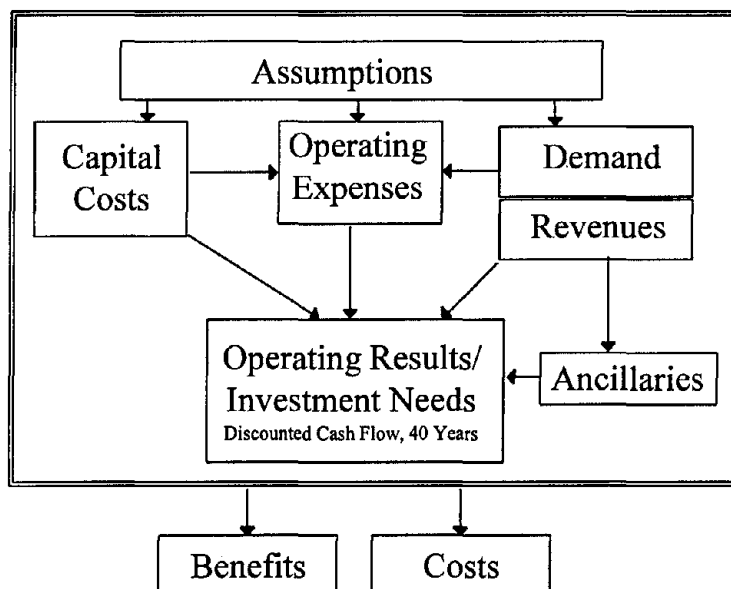 Assumptions
Capital
Costs
Operating
Expenses
Demand
Revenues
Operating Results/
Investment Needs
Discounted Cash Flow, 40 Years
Ancillaries
Benefits
Costs